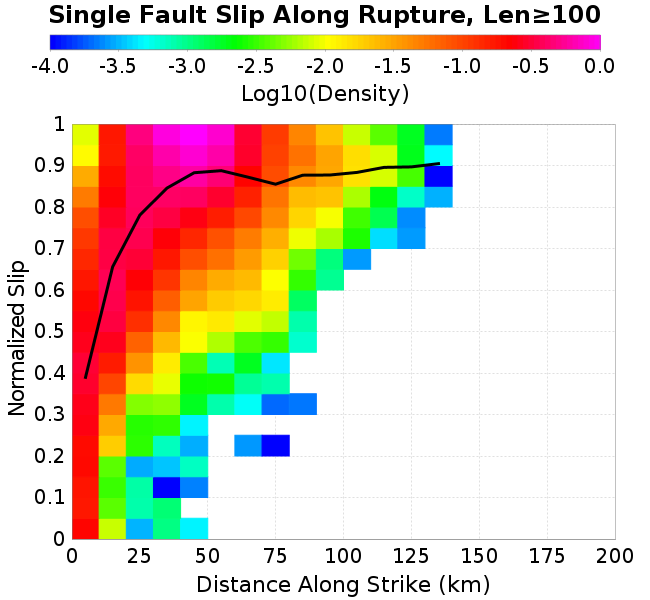 Single Fault Slip Along Rupture, Len≥100
-4.0 -3.5 -3.0 -2.5 -2.0 -1.5 -1.0 -0.5 0.0
Log10(Density)
1
0.9
0.8
0.7
0.6
0.5
0.4
0.3
0.2
0.1
0
Normalized Slip
0 25 50 75 100 125 150 175 200
Distance Along Strike (km)